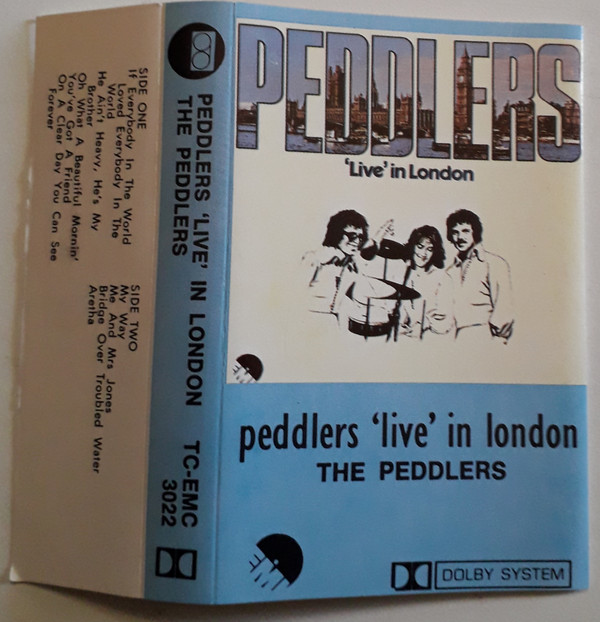 PEDDLERS
'Live' in London
EMI
peddlers 'live' in london
THE PEDDLERS
EMI
DOLBY SYSTEM
PEDDLERS 'LIVE' IN LONDON
THE PEDDLERS
TC-EMC
3022
SIDE ONE
If Everybody In The World
Loved Everybody In The
World
He Ain't Heavy, He's My
Brother
Oh What A Beautiful Mornin'
You've Got A Friend
On A Clear Day You Can See
Forever
SIDE TWO
My Way
Me And Mrs Jones
Bridge Over Troubled Water
Aretha